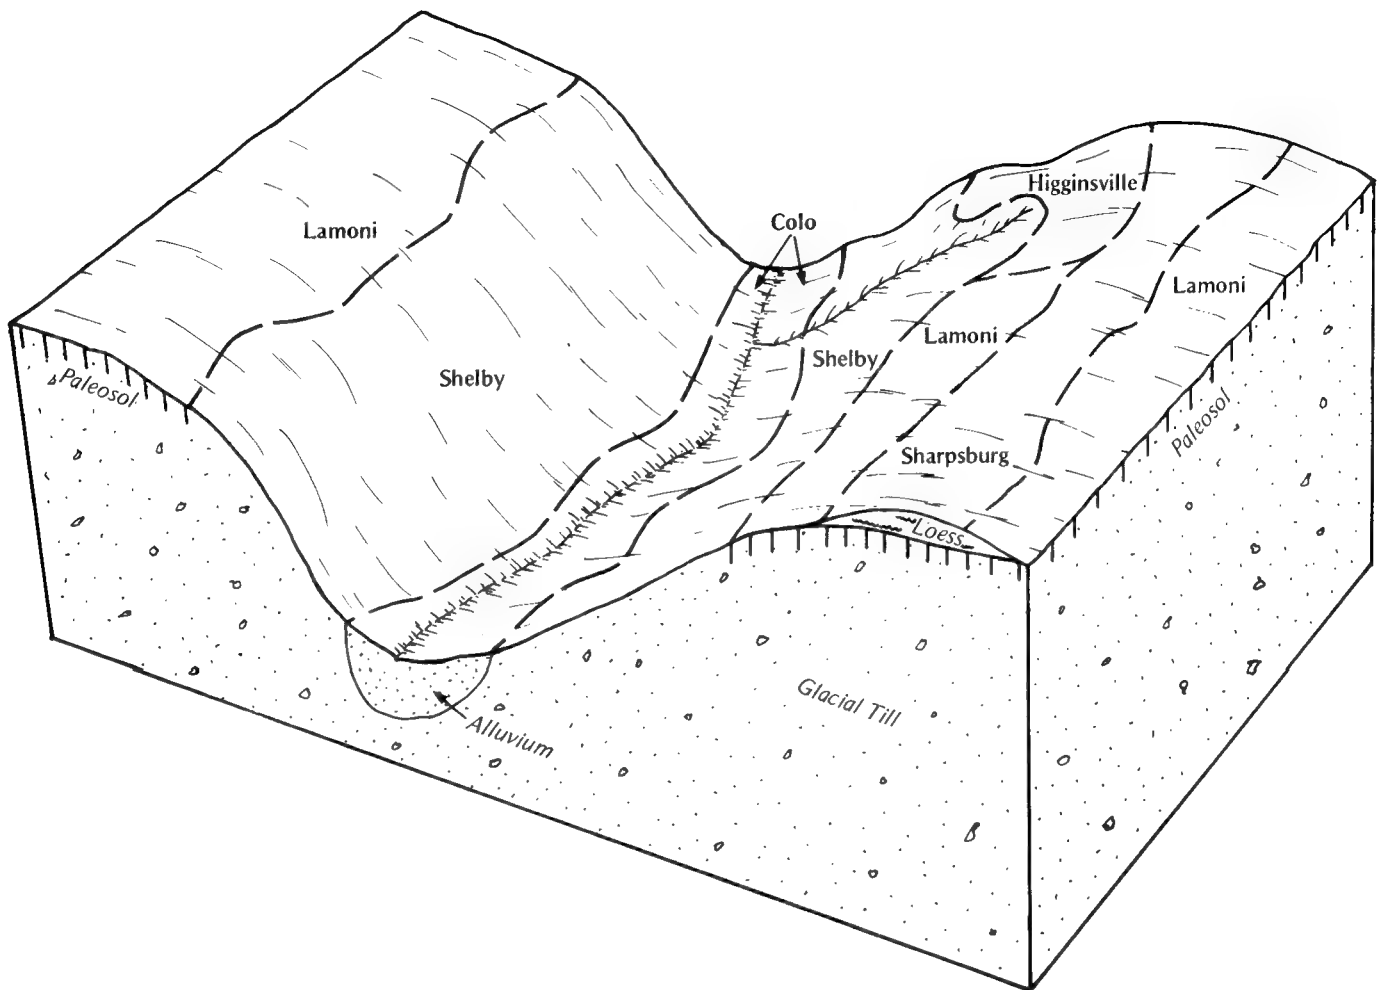 Higginsville
Colo
Lamoni
Lamoni
Lamoni
Shelby
Shelby
Paleosol
Paleosol
Sharpsburg
Loess
Glacial Till
Alluvium